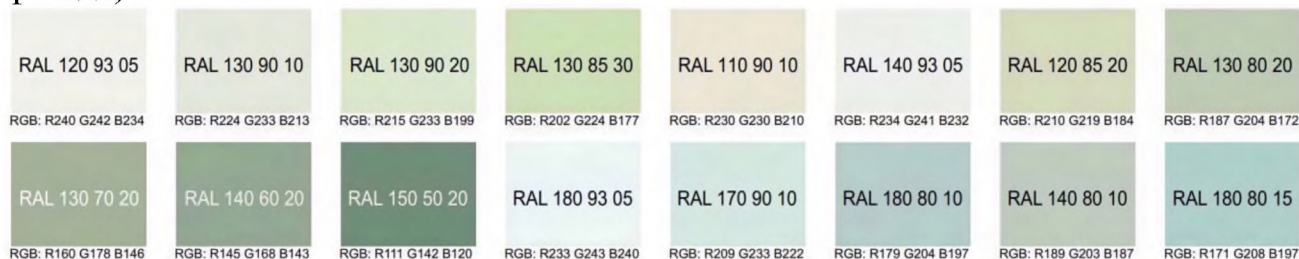 RAL 120 93 05 RAL 130 90 10 RAL 130 90 20 RAL 130 85 30 RAL 110 90 10 RAL 140 93 05 RAL 120 85 20 RAL 130 80 20
RGB: R240 G242 B234 RGB: R224 G233 B213 RGB: R215 G233 B199 RGB: R202 G224 B177 RGB: R230 G230 B210 RGB: R234 G241 B232 RGB: R210 G219 B184 RGB: R187 G204 B172
RAL 130 70 20 RAL 140 60 20 RAL 150 50 20 RAL 180 93 05 RAL 170 90 10 RAL 180 80 10 RAL 140 80 10 RAL 180 80 15
RGB: R160 G178 B146 RGB: R145 G168 B143 RGB: R111 G142 B120 RGB: R233 G243 B240 RGB: R209 G233 B222 RGB: R179 G204 B197 RGB: R189 G203 B187 RGB: R171 G208 B197